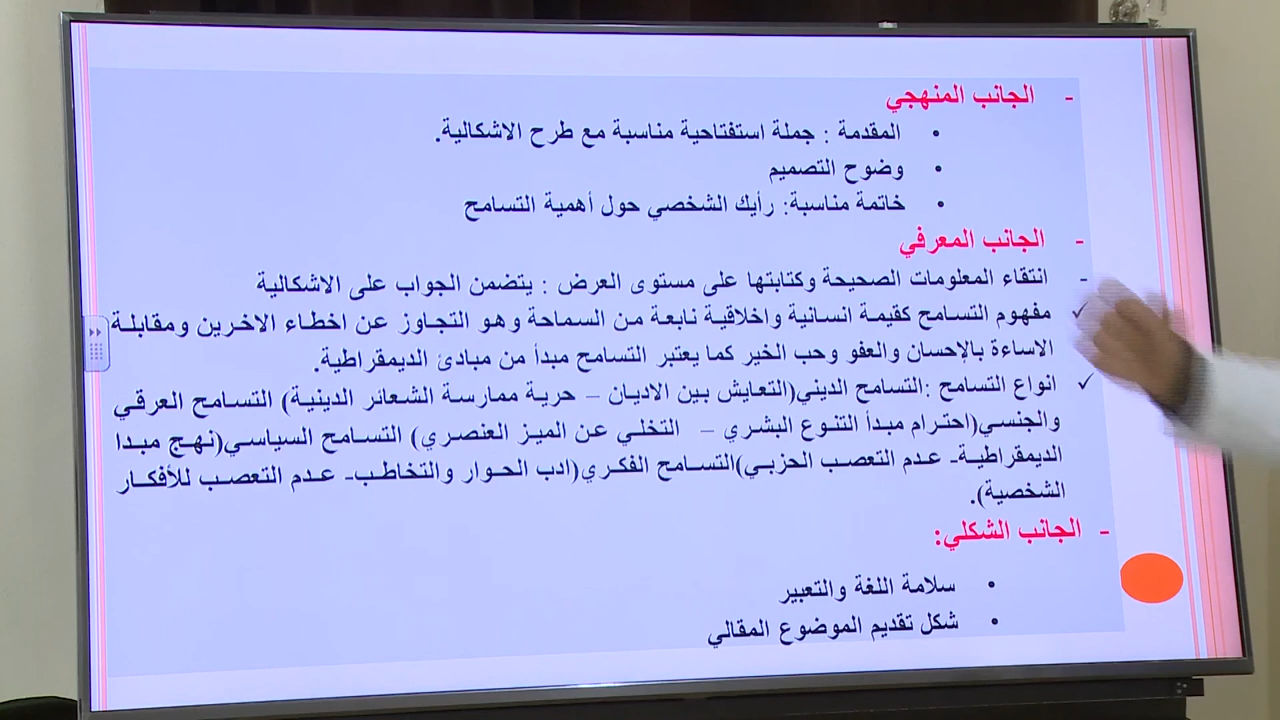 - الجانب المنهجي
• المقدمة : جملة استفتاحية مناسبة مع طرح الاشكالية.
• وضوح التصميم
• خاتمة مناسبة: رأيك الشخصي حول أهمية التسامح
- الجانب المعرفي
- انتقاء المعلومات الصحيحة وكتابتها على مستوى العرض : يتضمن الجواب على الاشكالية
✓ مفهوم التسامح كقيمة انسانية واخلاقية نابعة من السماحة وهو التجاوز عن اخطاء الاخرين ومقابلة
الاساءة بالإحسان والعفو وحب الخير كما يعتبر التسامح مبدأ من مبادئ الديمقراطية.
✓ انواع التسامح :التسامح الديني(التعايش بين الاديان – حرية ممارسة الشعائر الدينية) التسامح العرقي
والجنسي(احترام مبدأ التنوع البشري – التخلي عن الميز العنصري) التسامح السياسي(نهج مبدا
الديمقراطية- عدم التعصب الحزبي)التسامح الفكري(ادب الحوار والتخاطب- عدم التعصب للأفكار
الشخصية).
- الجانب الشكلي:
• سلامة اللغة والتعبير
• شكل تقديم الموضوع المقالي